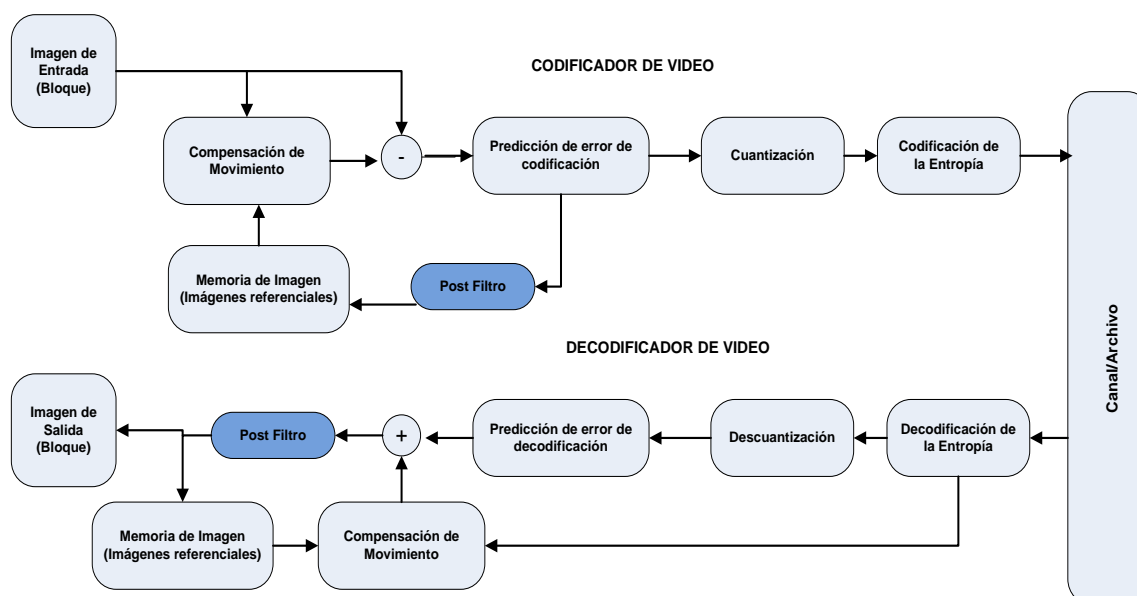 Imagen de
Entrada
(Bloque)
CODIFICADOR DE VIDEO
Compensación de
Movimiento
-
Predicción de error de
codificación
Cuantización
Codificación de
la Entropía
Memoria de Imagen
(Imágenes referenciales)
Post Filtro
Canal/Archivo
DECODIFICADOR DE VIDEO
Imagen de
Salida
(Bloque)
Post Filtro
+
Predicción de error de
decodificación
Descuantización
Decodificación de
la Entropía
Memoria de Imagen
(Imágenes referenciales)
Compensación de
Movimiento